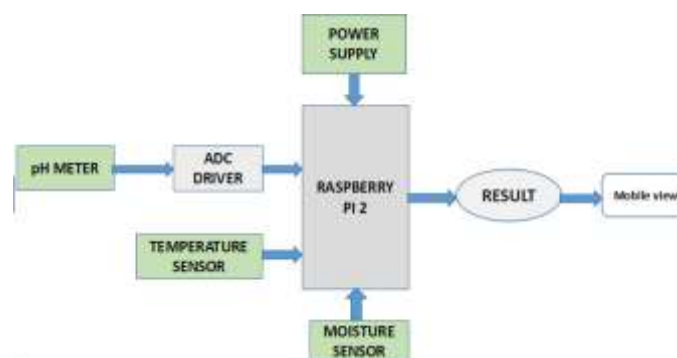 POWER
SUPPLY
pH METER
ADC
DRIVER
RASPBERRY
PI 2
RESULT
Mobile view
TEMPERATURE
SENSOR
MOISTURE
SENSOR